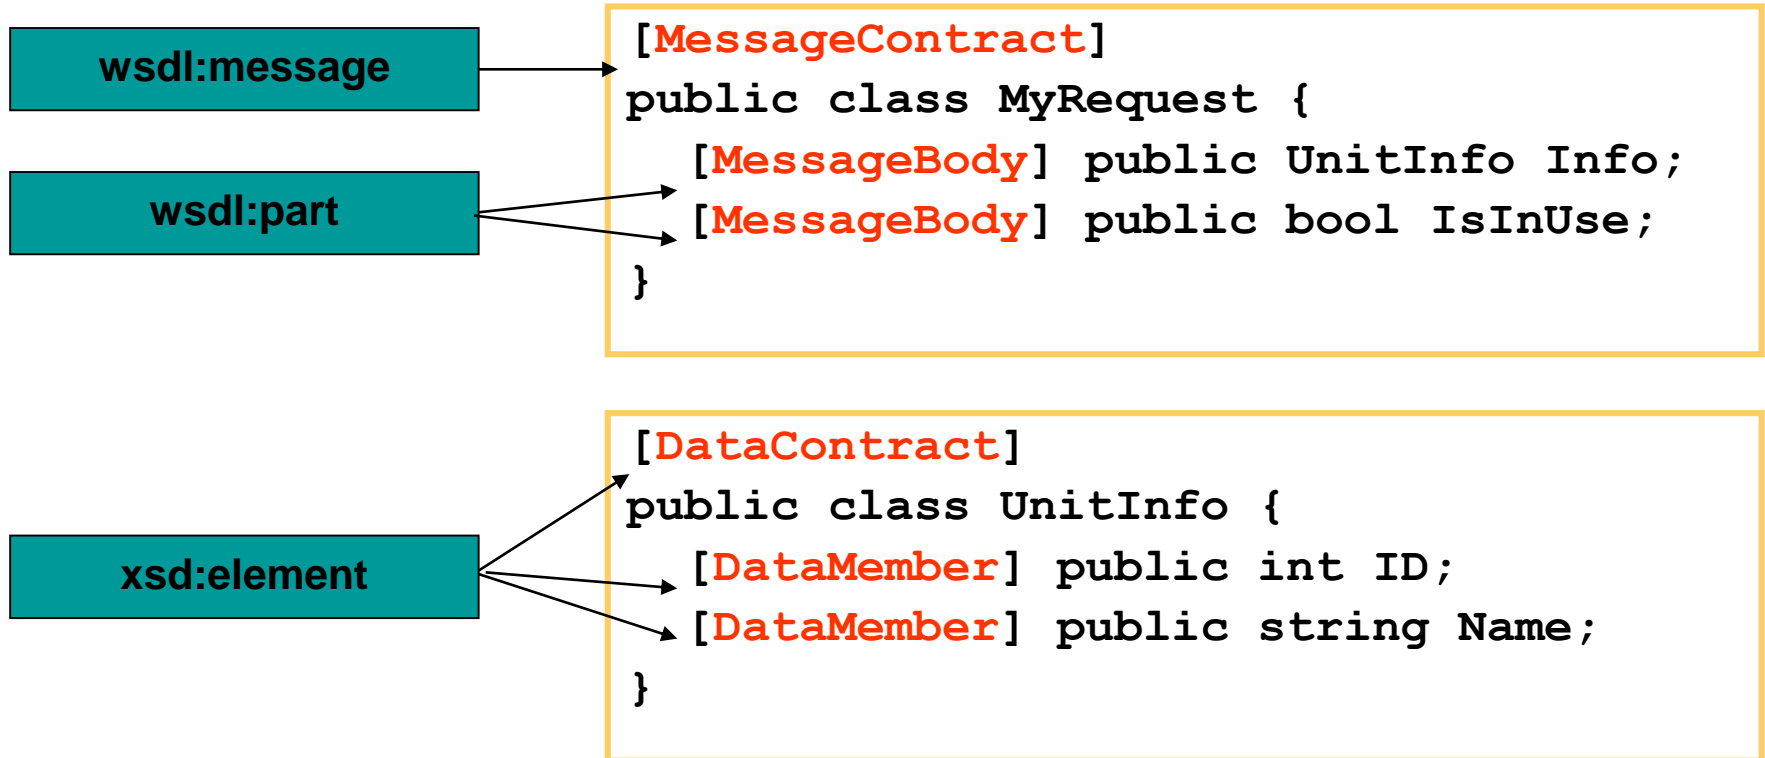 wsdl:message
[MessageContract]
public class MyRequest {
wsdl:part
[MessageBody] public UnitInfo Info;
[MessageBody] public bool IsInUse;
}
xsd:element
[DataContract]
public class UnitInfo {
[DataMember] public int ID;
[DataMember] public string Name;
}